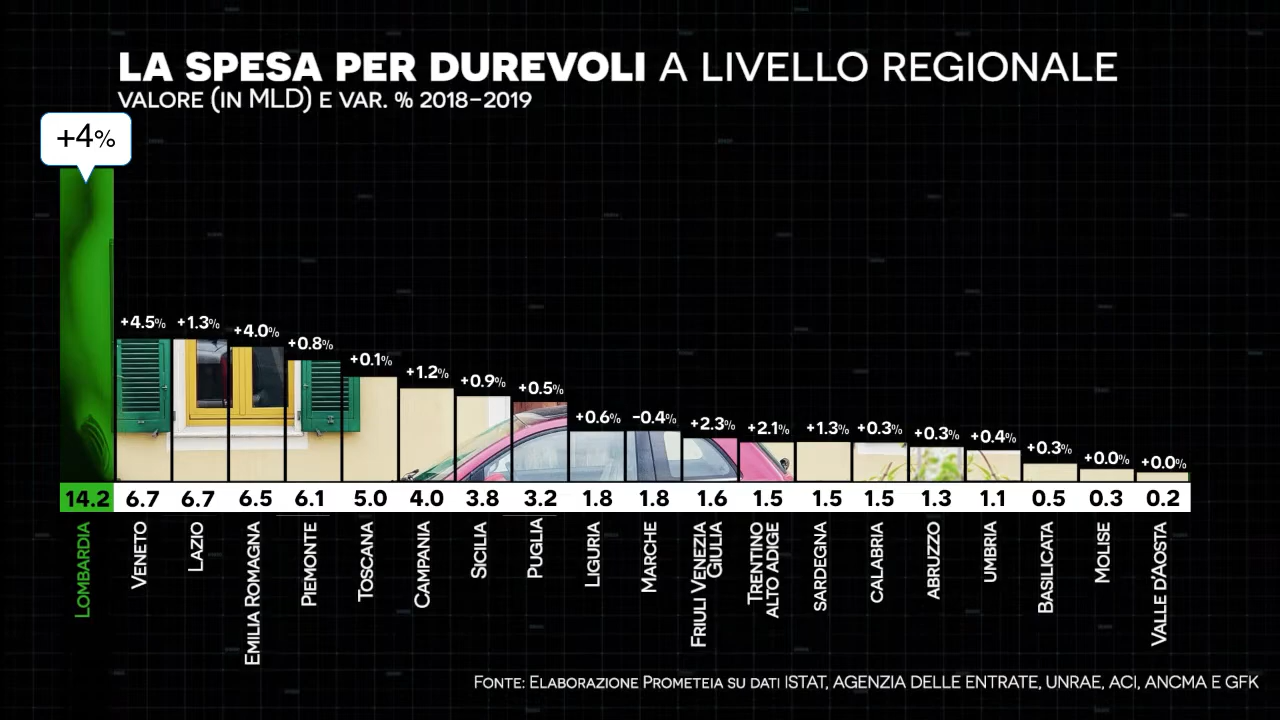 LA SPESA PER DUREVOLI A LIVELLO REGIONALE
VALORE (IN MLD) E VAR. % 2018-2019
+4%
+4.5% +1.3% +4.0% +0.8% +0.1% +1.2% +0.9% +0.5% +0.6% -0.4% +2.3% +2.1% +1.3% +0.3% +0.3% +0.4% +0.3% +0.0% +0.0%
14.2 6.7 6.7 6.5 6.1 5.0 4.0 3.8 3.2 1.8 1.8 1.6 1.5 1.5 1.5 1.3 1.1 0.5 0.3 0.2
LOMBARDIA
VENETO
LAZIO
EMILIA ROMAGNA
PIEMONTE
TOSCANA
CAMPANIA
SICILIA
PUGLIA
LIGURIA
MARCHE
FRIULI VENEZIA
GIULIA
TRENTINO
ALTO ADIGE
SARDEGNA
CALABRIA
ABRUZZO
UMBRIA
BASILICATA
MOLISE
VALLE D'AOSTA
FONTE: ELABORAZIONE PROMETEIA SU DATI ISTAT, AGENZIA DELLE ENTRATE, UNRAE, ACI, ANCMA E GFK